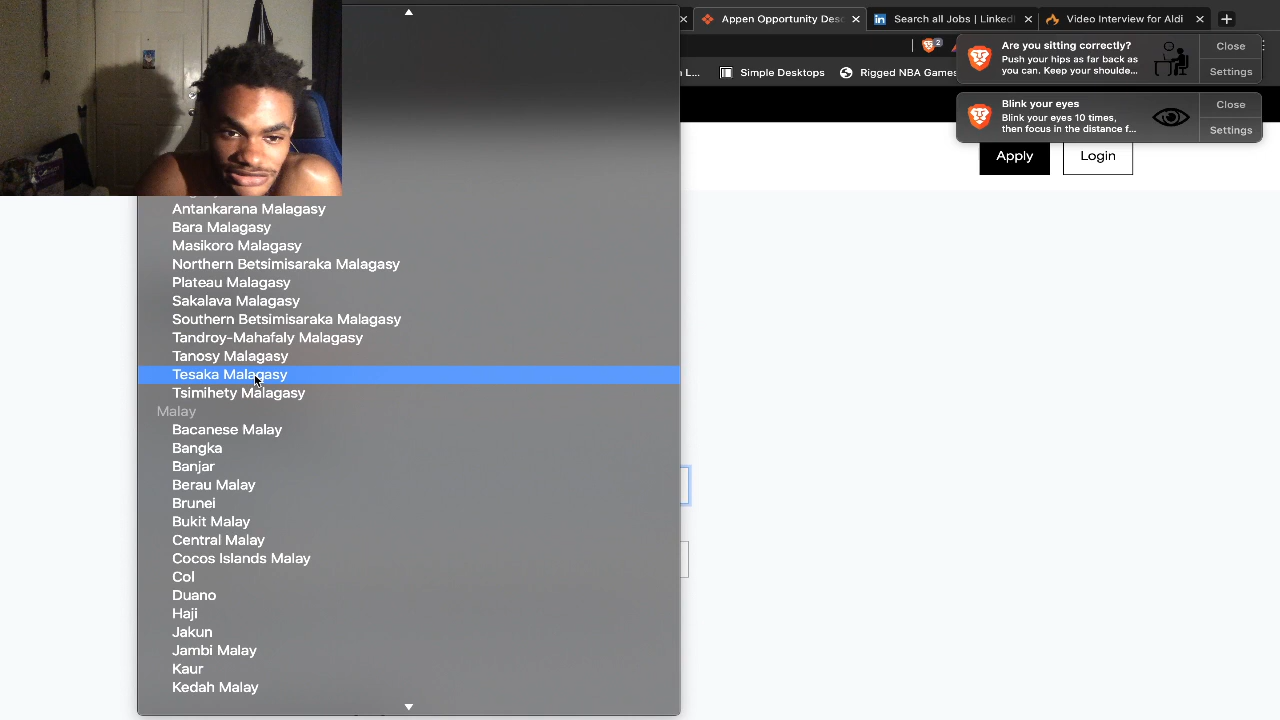 Appen Opportunity Des
Search all Jobs | LinkedI
Video Interview for Aldi
2
Simple Desktops
Rigged NBA Games
Are you sitting correctly?
Push your hips as far back as
you can. Keep your shoulde...
Close
Settings
Blink your eyes
Blink your eyes 10 times,
then focus in the distance f...
Close
Settings
Apply
Login
Antankarana Malagasy
Bara Malagasy
Masikoro Malagasy
Northern Betsimisaraka Malagasy
Plateau Malagasy
Sakalava Malagasy
Southern Betsimisaraka Malagasy
Tandroy-Mahafaly Malagasy
Tanosy Malagasy
Tesaka Malagasy
Tsimihety Malagasy
Malay
Bacanese Malay
Bangka
Banjar
Berau Malay
Brunei
Bukit Malay
Central Malay
Cocos Islands Malay
Col
Duano
Haji
Jakun
Jambi Malay
Kaur
Kedah Malay